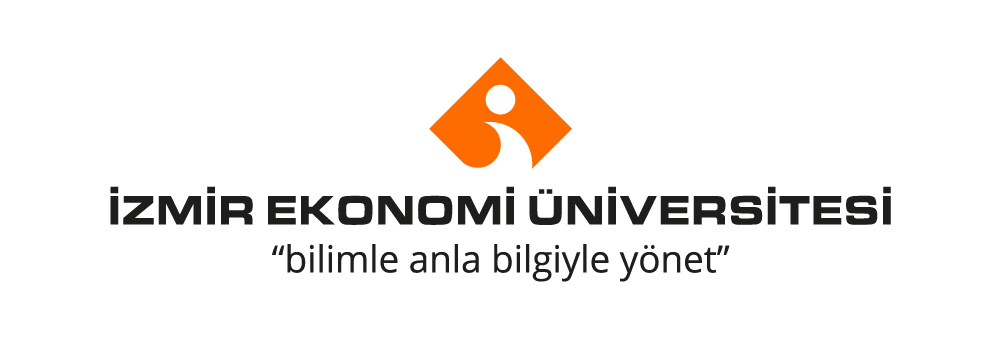 İZMİR EKONOMİ ÜNİVERSİTESİ
“bilimle anla bilgiyle yönet”